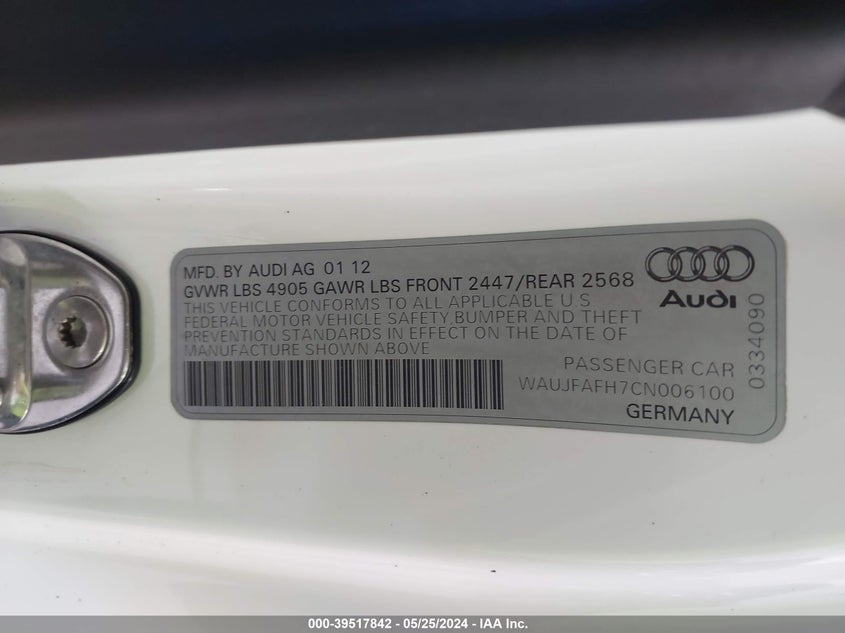 MFD. BY AUDI AG 01 12
GVWR LBS 4905 GAWR LBS FRONT 2447/REAR 2568
THIS VEHICLE CONFORMS TO ALL APPLICABLE U S
FEDERAL MOTOR VEHICLE SAFETY, BUMPER AND THEFT
PREVENTION STANDARDS IN EFFECT ON THE DATE OF
MANUFACTURE SHOWN ABOVE
PASSENGER CAR
WAUJFAFH7CN006100
GERMANY
Audi
0334090
000-39517842 - 05/25/2024 - IAA Inc.